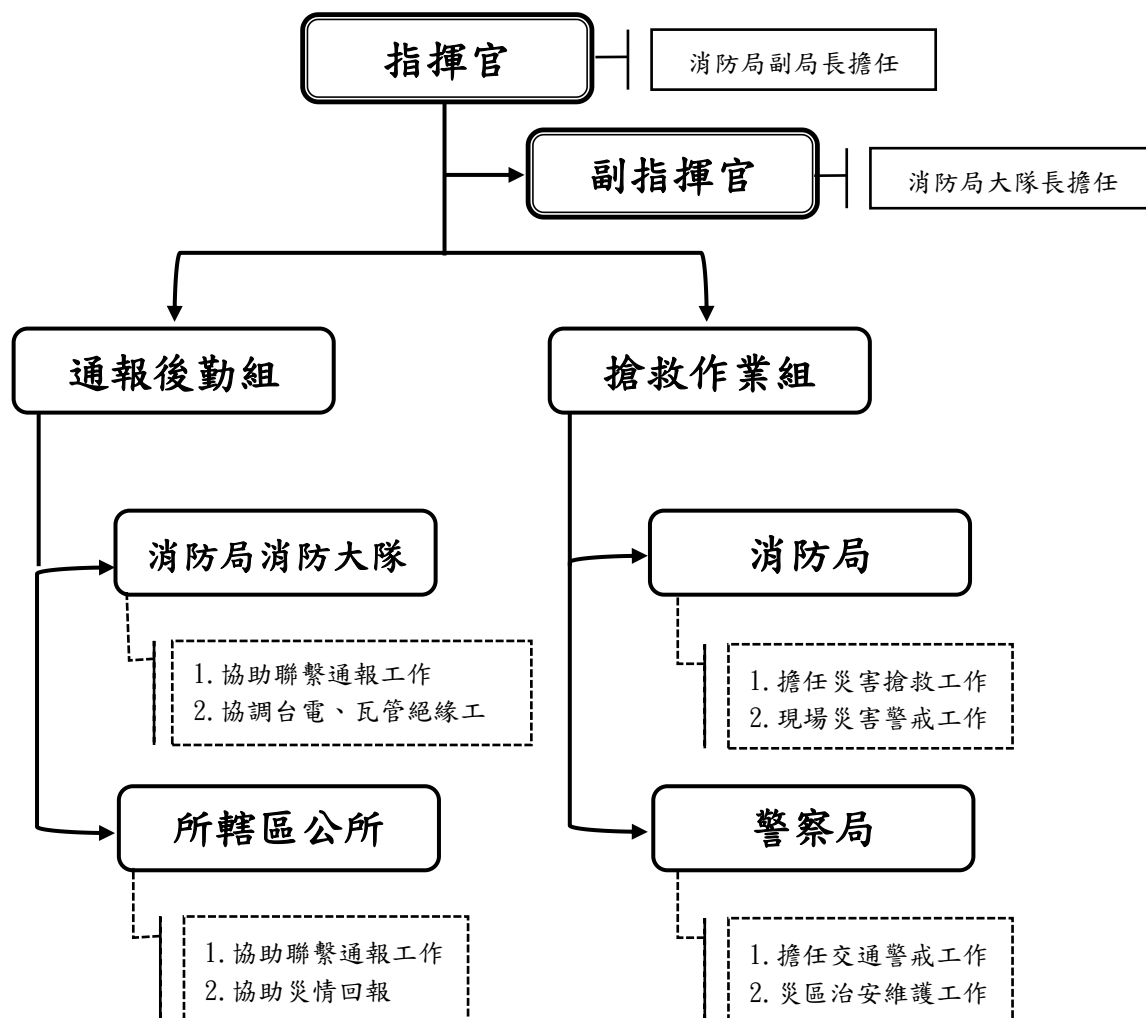 指揮官
消防局副局長擔任
副指揮官
消防局大隊長擔任
通報後勤組
搶救作業組
消防局消防大隊
消防局
1.協助聯繫通報工作
2.協調台電、瓦管絕緣工
1.擔任災害搶救工作
2.現場災害警戒工作
所轄區公所
警察局
1.協助聯繫通報工作
2.協助災情回報
1.擔任交通警戒工作
2.災區治安維護工作